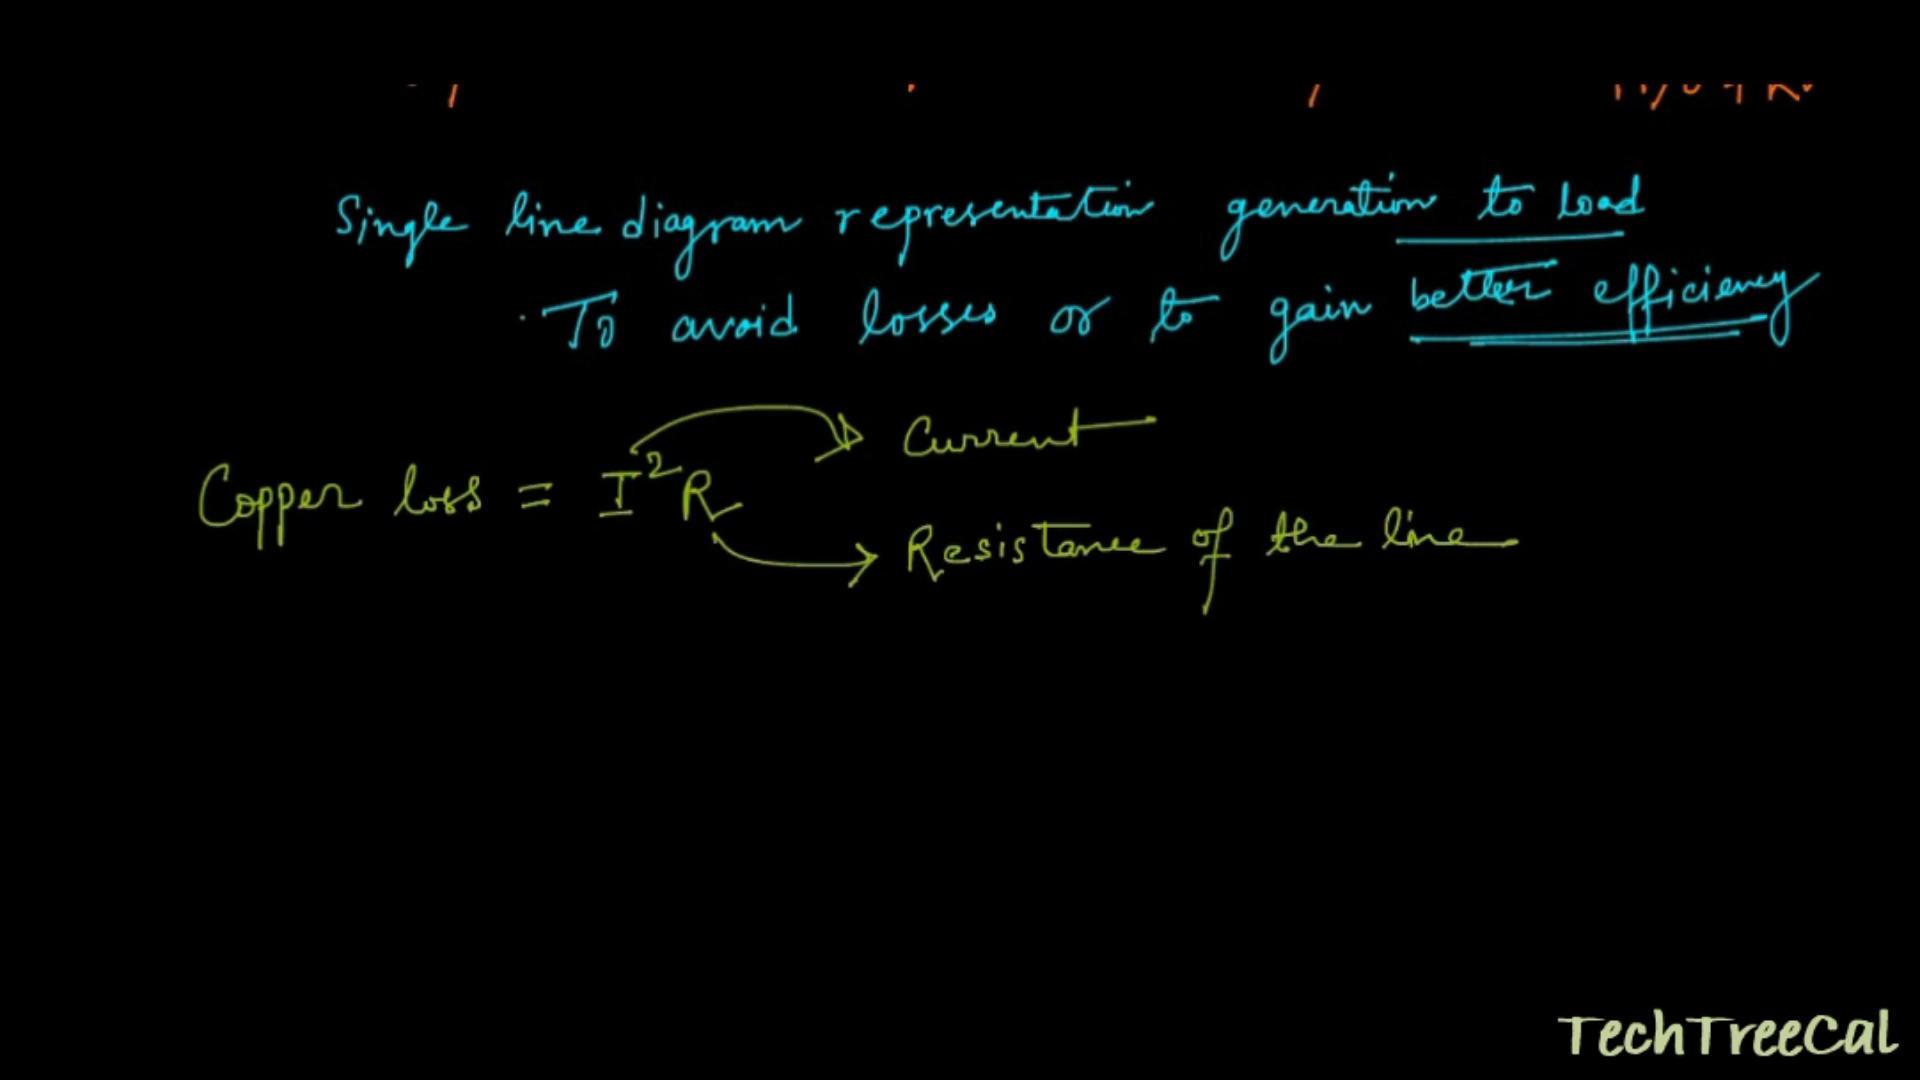 Single line diagram representation generation to load
. To avoid losses or to gain better efficiency
Copper loss = I²R
Current
Resistance of the line
TechTreeCal